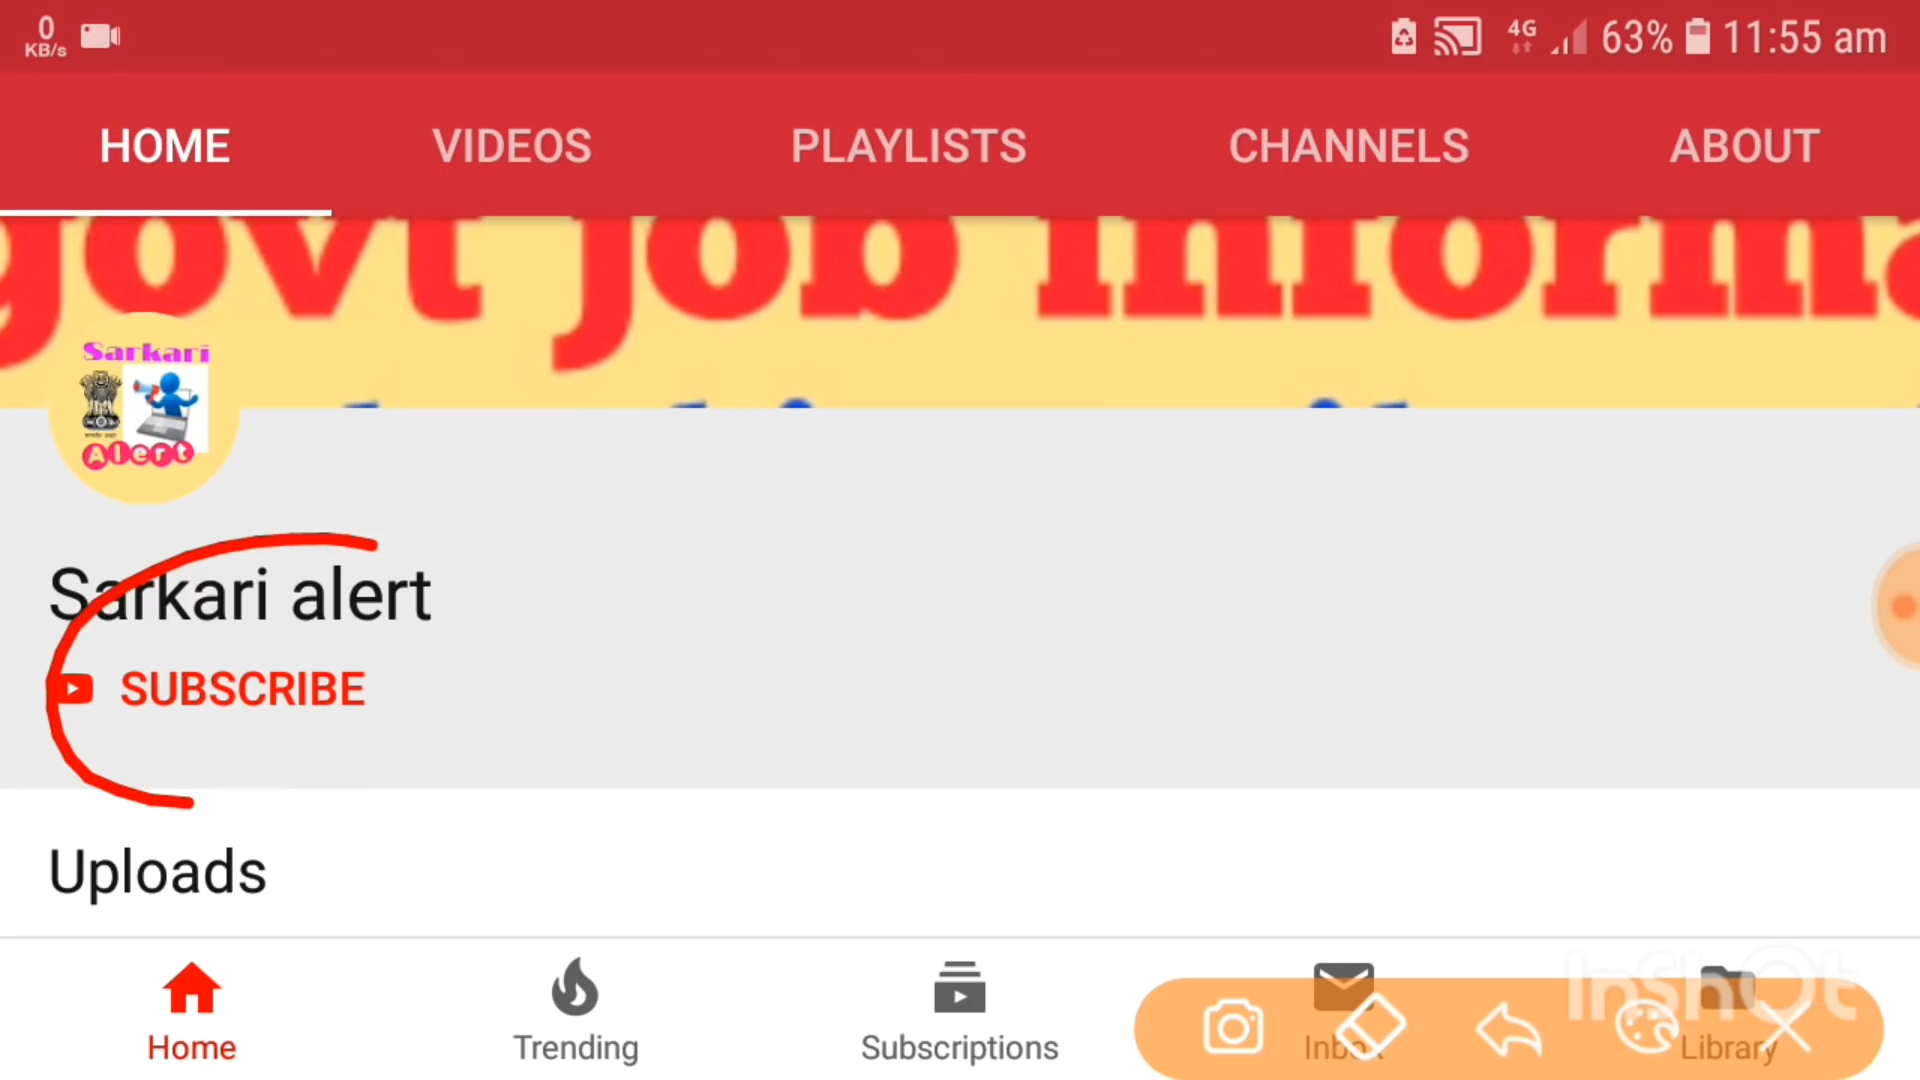 0
KB/s
4G
63%
11:55 am
HOME
VIDEOS
PLAYLISTS
CHANNELS
ABOUT
govt job
Sarkari
Alert
Sarkari alert
SUBSCRIBE
Uploads
InShOt
Home
Trending
Subscriptions
Library